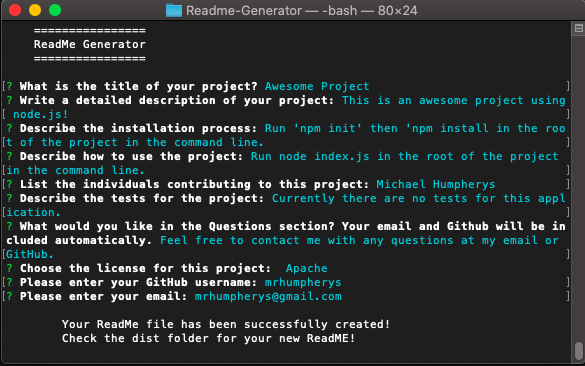 Readme-Generator — -bash — 80×24
================
ReadMe Generator
================
[? What is the title of your project? Awesome Project ]
? Write a detailed description of your project: This is an awesome project using
[ node.js! ]
? Describe the installation process: Run 'npm init' then 'npm install in the roo
[t of the project in the command line. ]
? Describe how to use the project: Run node index.js in the root of the project
[in the command line. ]
[? List the individuals contributing to this project: Michael Humpherys ]
? Describe the tests for the project: Currently there are no tests for this appl
[ication. ]
? What would you like in the Questions section? Your email and Github will be in
cluded automatically. Feel free to contact me with any questions at my email or
[GitHub. ]
? Choose the license for this project:  Apache
[? Please enter your GitHub username: mrhumpherys ]
[? Please enter your email: mrhumpherys@gmail.com ]
Your ReadMe file has been successfully created!
Check the dist folder for your new ReadME!